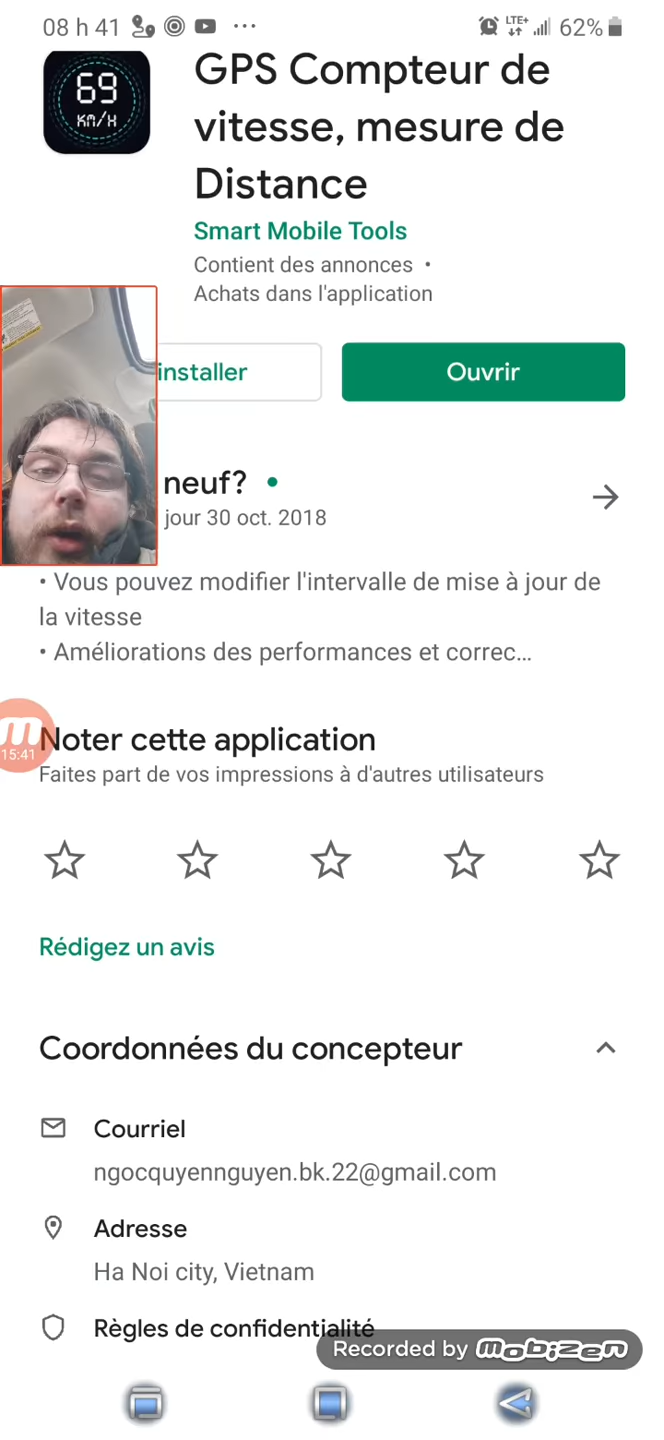 08 h 41
LTE+
62%
69
KM/H
GPS Compteur de
vitesse, mesure de
Distance
Smart Mobile Tools
Contient des annonces •
Achats dans l'application
installer
Ouvrir
neuf? •
jour 30 oct. 2018
• Vous pouvez modifier l'intervalle de mise à jour de
la vitesse
• Améliorations des performances et correc...
15:41
Noter cette application
Faites part de vos impressions à d'autres utilisateurs
Rédigez un avis
Coordonnées du concepteur
Courriel
ngocquyennguyen.bk.22@gmail.com
Adresse
Ha Noi city, Vietnam
Règles de confidentialité
Recorded by mobizen